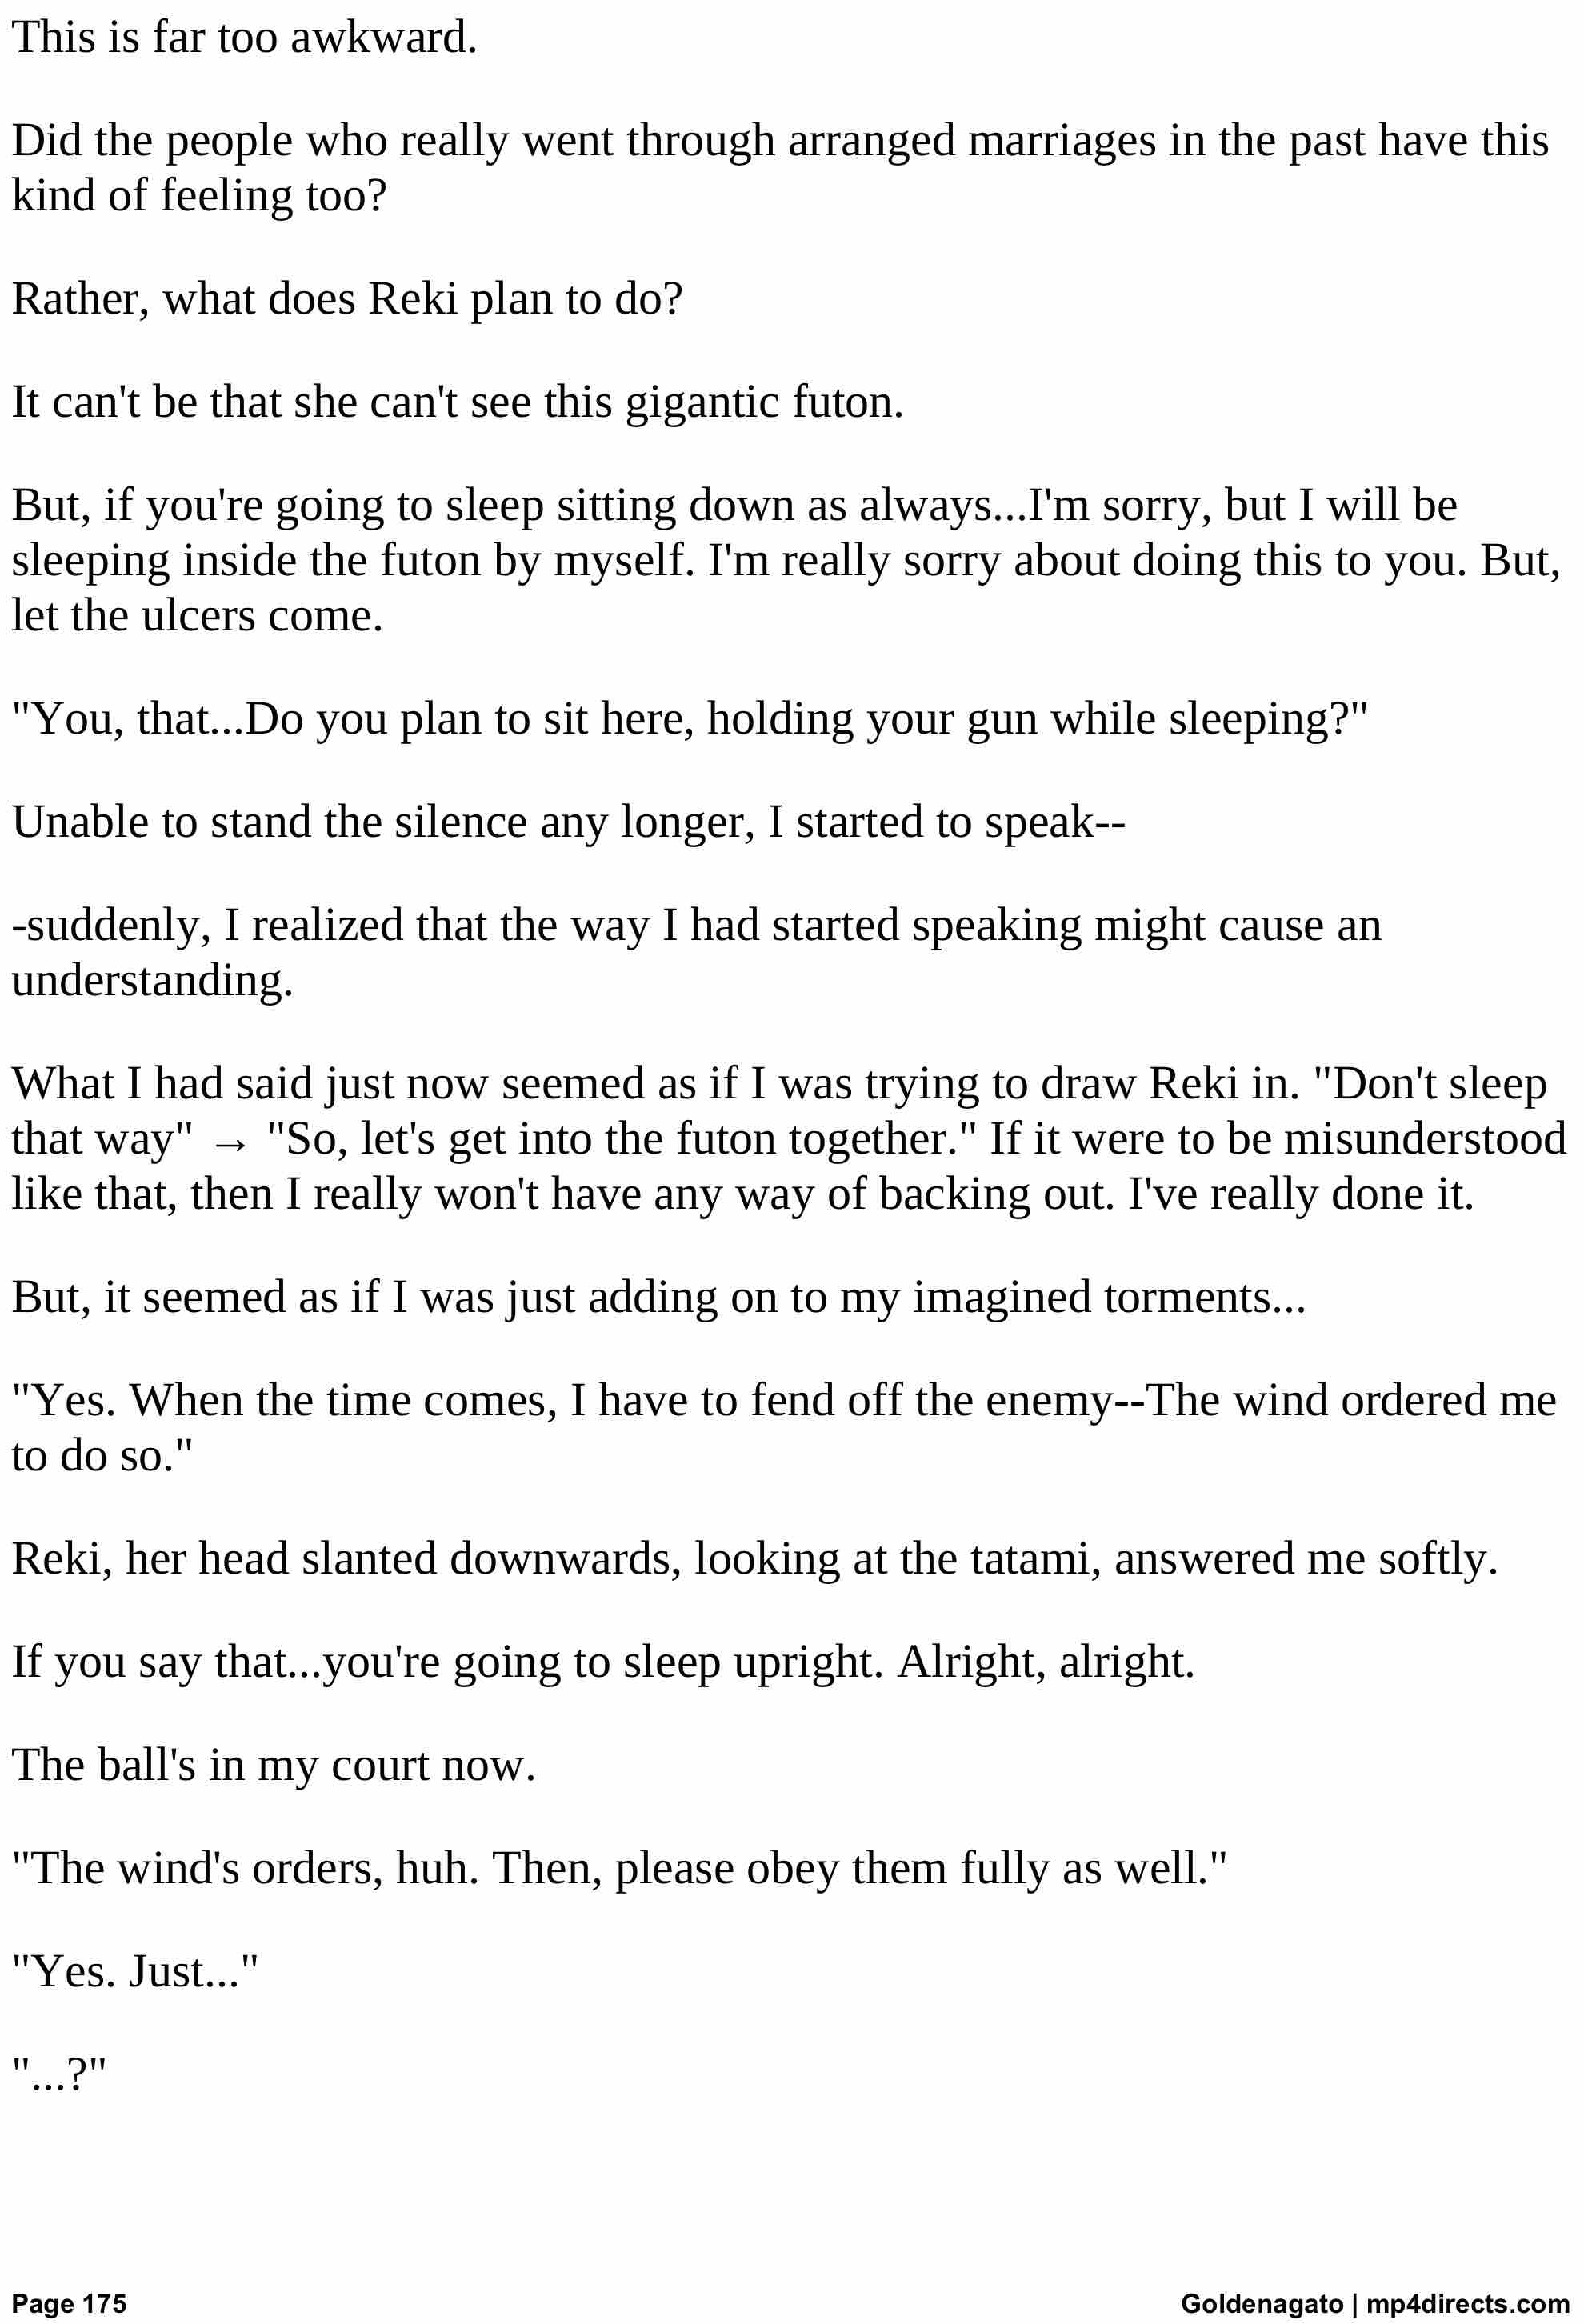 This is far too awkward.
Did the people who really went through arranged marriages in the past have this
kind of feeling too?
Rather, what does Reki plan to do?
It can't be that she can't see this gigantic futon.
But, if you're going to sleep sitting down as always...I'm sorry, but I will be
sleeping inside the futon by myself. I'm really sorry about doing this to you. But,
let the ulcers come.
"You, that...Do you plan to sit here, holding your gun while sleeping?"
Unable to stand the silence any longer, I started to speak--
-suddenly, I realized that the way I had started speaking might cause an
understanding.
What I had said just now seemed as if I was trying to draw Reki in. "Don't sleep
that way" → "So, let's get into the futon together." If it were to be misunderstood
like that, then I really won't have any way of backing out. I've really done it.
But, it seemed as if I was just adding on to my imagined torments...
"Yes. When the time comes, I have to fend off the enemy--The wind ordered me
to do so."
Reki, her head slanted downwards, looking at the tatami, answered me softly.
If you say that...you're going to sleep upright. Alright, alright.
The ball's in my court now.
"The wind's orders, huh. Then, please obey them fully as well."
"Yes. Just..."
"...?"
Page 175
Goldenagato | mp4directs.com